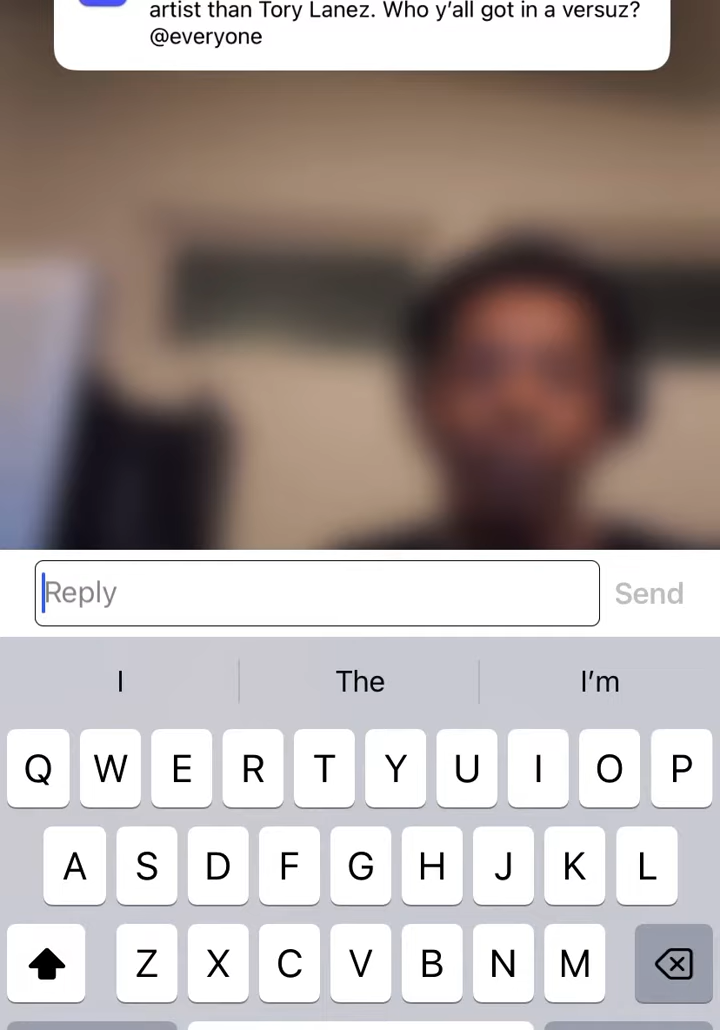 artist than Tory Lanez. Who y’all got in a versuz?
@everyone
Reply
Send
I
The
I’m
Q W E R T Y U I O P
A S D F G H J K L
Z X C V B N M